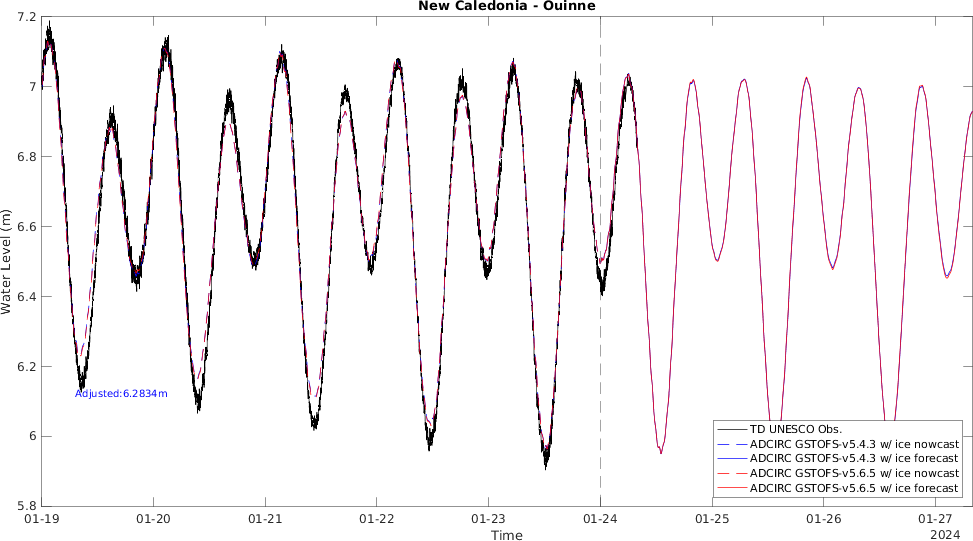 New Caledonia - Ouinne
7.2
7
6.8
6.6
6.4
6.2
6
5.8
Water Level (m)
Adjusted:6.2834m
TD UNESCO Obs.
ADCIRC GSTOFS-v5.4.3 w/ ice nowcast
ADCIRC GSTOFS-v5.4.3 w/ ice forecast
ADCIRC GSTOFS-v5.6.5 w/ ice nowcast
ADCIRC GSTOFS-v5.6.5 w/ ice forecast
01-19 01-20 01-21 01-22 01-23 01-24 01-25 01-26 01-27
Time
2024